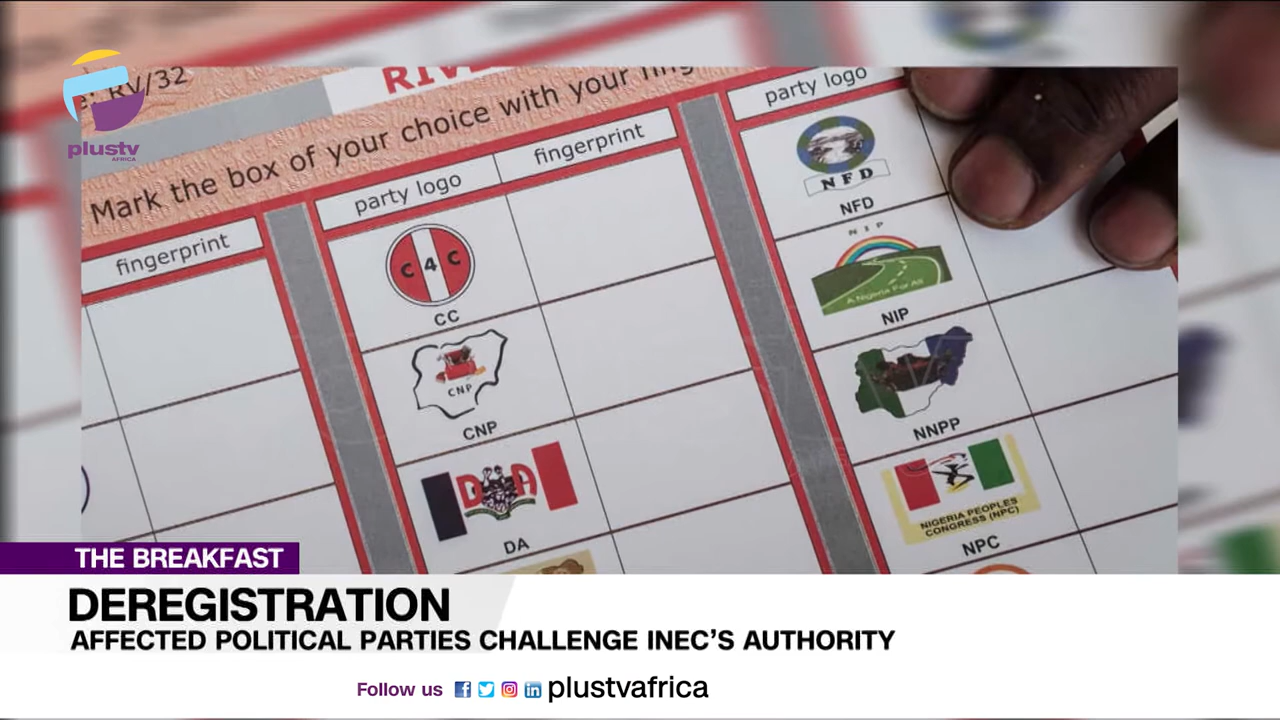 plustv
AFRICA
e: RV/32
RIV
Mark the box of your choice with your fing
fingerprint
party logo
fingerprint
party logo
C 4 C
CC
CNP
CNP
DA
DA
NFD
NFD
NIP
A Nigeria For All
NIP
NNPP
NIGERIA PEOPLES
CONGRESS (NPC)
NPC
THE BREAKFAST
DEREGISTRATION
AFFECTED POLITICAL PARTIES CHALLENGE INEC'S AUTHORITY
Follow us plustvafrica